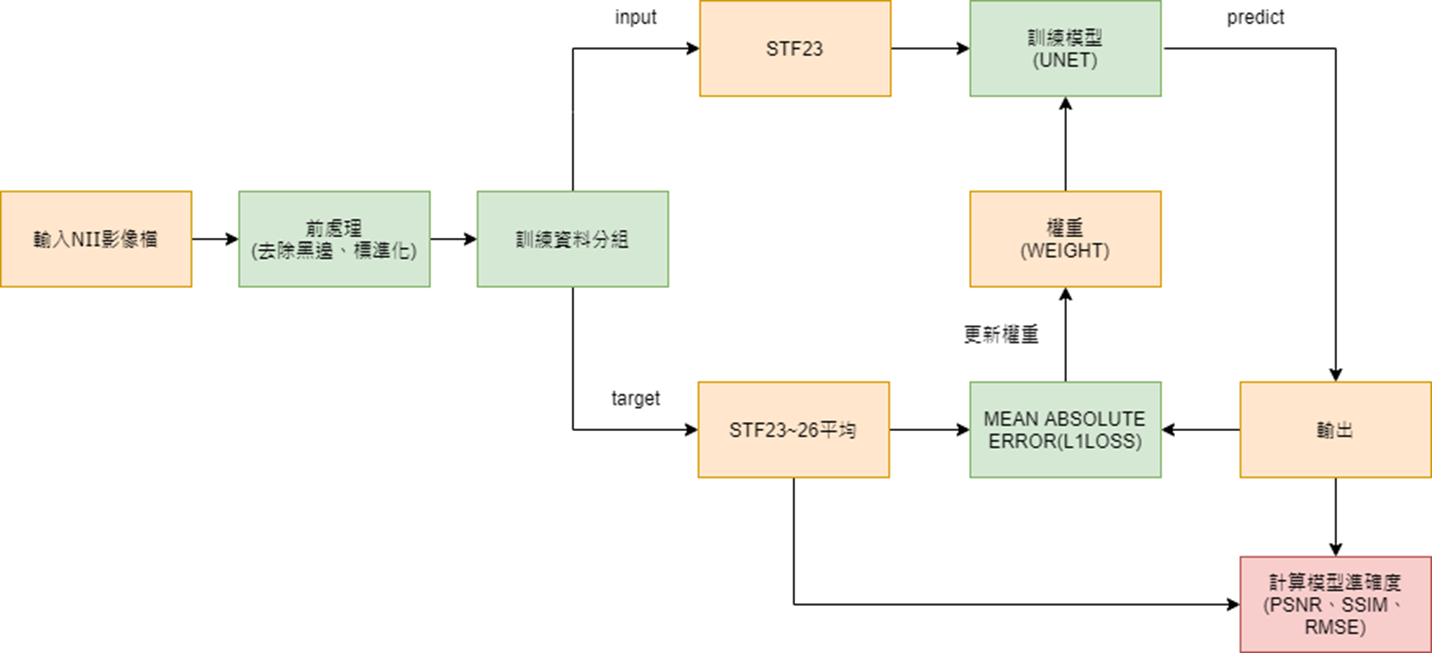 input
STF23
訓練模型
(UNET)
predict
輸入NII影像檔
前處理
(去除黑邊、標準化)
訓練資料分組
權重
(WEIGHT)
更新權重
target
STF23~26平均
MEAN ABSOLUTE
ERROR(L1LOSS)
輸出
計算模型準確度
(PSNR、SSIM、
RMSE)